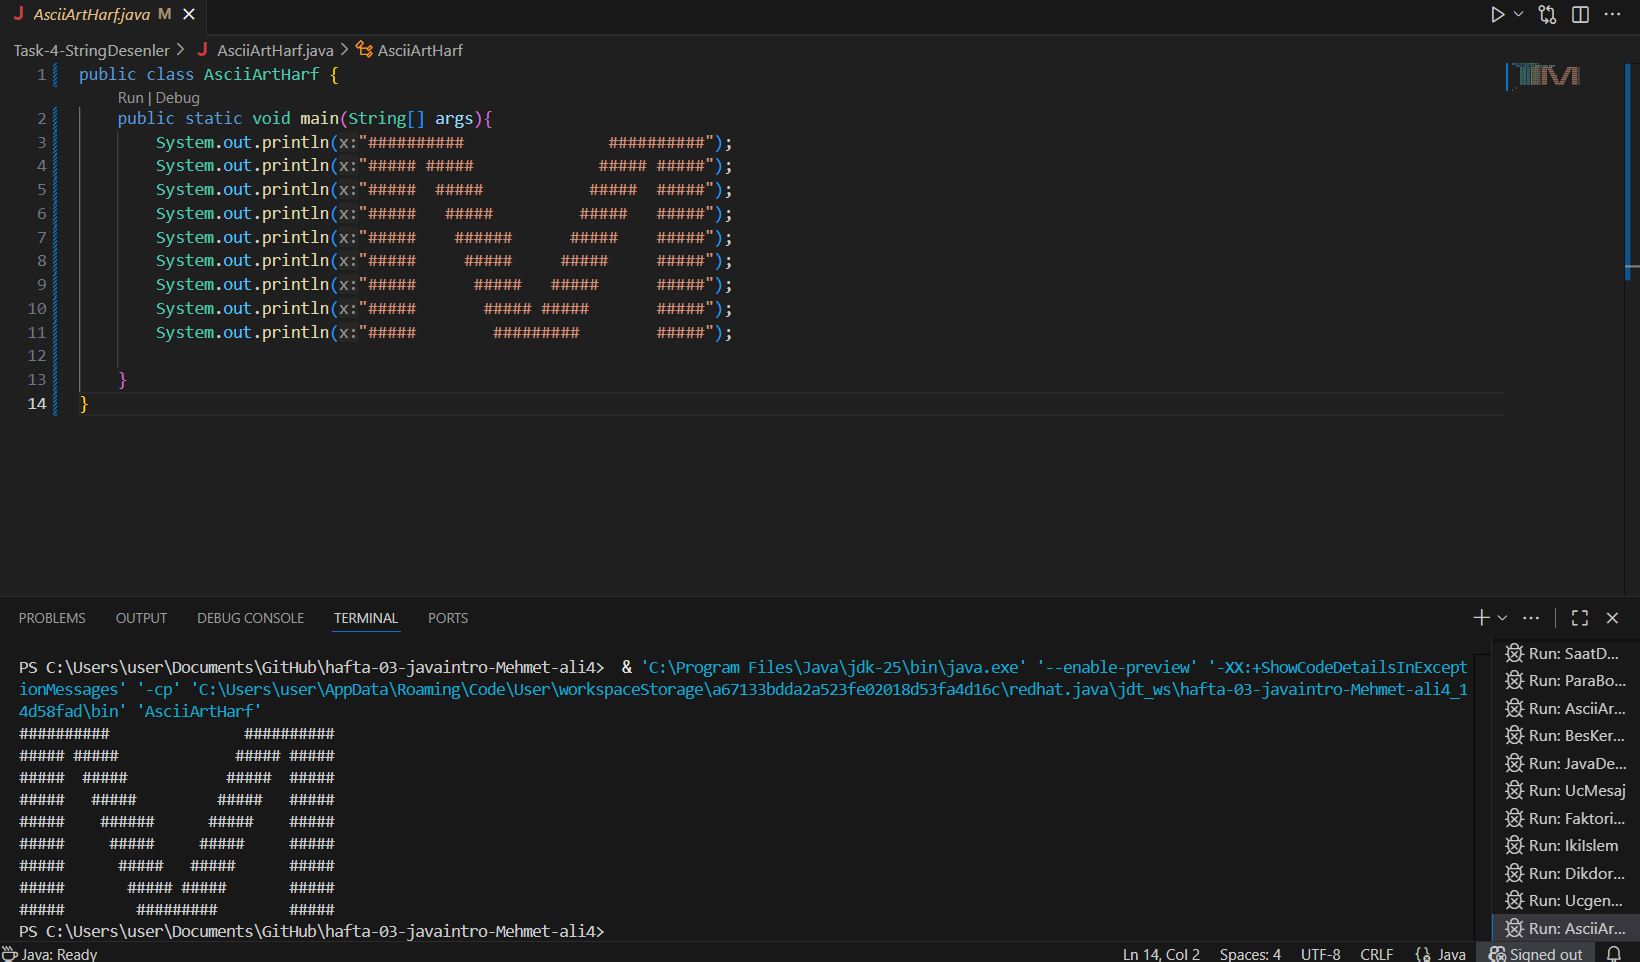 AsciiArtHarf.java M
Task-4-StringDesenler > AsciiArtHarf.java > AsciiArtHarf
1 public class AsciiArtHarf {
Run | Debug
2     public static void main(String[] args){
3         System.out.println(x:"##########               ##########");
4         System.out.println(x:"##### #####             ##### #####");
5         System.out.println(x:"#####  #####           #####  #####");
6         System.out.println(x:"#####   #####         #####   #####");
7         System.out.println(x:"#####    ######      #####    #####");
8         System.out.println(x:"#####     #####     #####     #####");
9         System.out.println(x:"#####      #####   #####      #####");
10         System.out.println(x:"#####       ##### #####       #####");
11         System.out.println(x:"#####        #########        #####");
12
13     }
14 }
PROBLEMS OUTPUT DEBUG CONSOLE TERMINAL PORTS
PS C:\Users\user\Documents\GitHub\hafta-03-javaintro-Mehmet-ali4>  & 'C:\Program Files\Java\jdk-25\bin\java.exe' '--enable-preview' '-XX:+ShowCodeDetailsInExcept
ionMessages' '-cp' 'C:\Users\user\AppData\Roaming\Code\User\workspaceStorage\a67133bdda2a523fe02018d53fa4d16c\redhat.java\jdt_ws\hafta-03-javaintro-Mehmet-ali4_1
4d58fad\bin' 'AsciiArtHarf'
##########               ##########
##### #####             ##### #####
#####  #####           #####  #####
#####   #####         #####   #####
#####    ######      #####    #####
#####     #####     #####     #####
#####      #####   #####      #####
#####       ##### #####       #####
#####        #########        #####
PS C:\Users\user\Documents\GitHub\hafta-03-javaintro-Mehmet-ali4>
Run: SaatD...
Run: ParaBo...
Run: AsciiAr...
Run: BesKer...
Run: JavaDe...
Run: UcMesaj
Run: Faktori...
Run: IkiIslem
Run: Dikdor...
Run: Ucgen...
Run: AsciiAr...
Java: Ready Ln 14, Col 2 Spaces: 4 UTF-8 CRLF Java Signed out